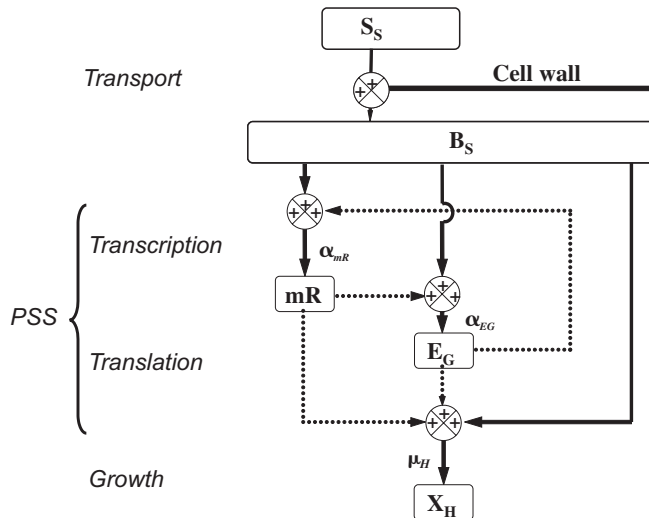 S_S
Transport
+ +
Cell wall
B_S
+ + +
Transcription
α_mR
mR
+ + +
PSS
α_EG
Translation
E_G
+ + +
μ_H
Growth
X_H